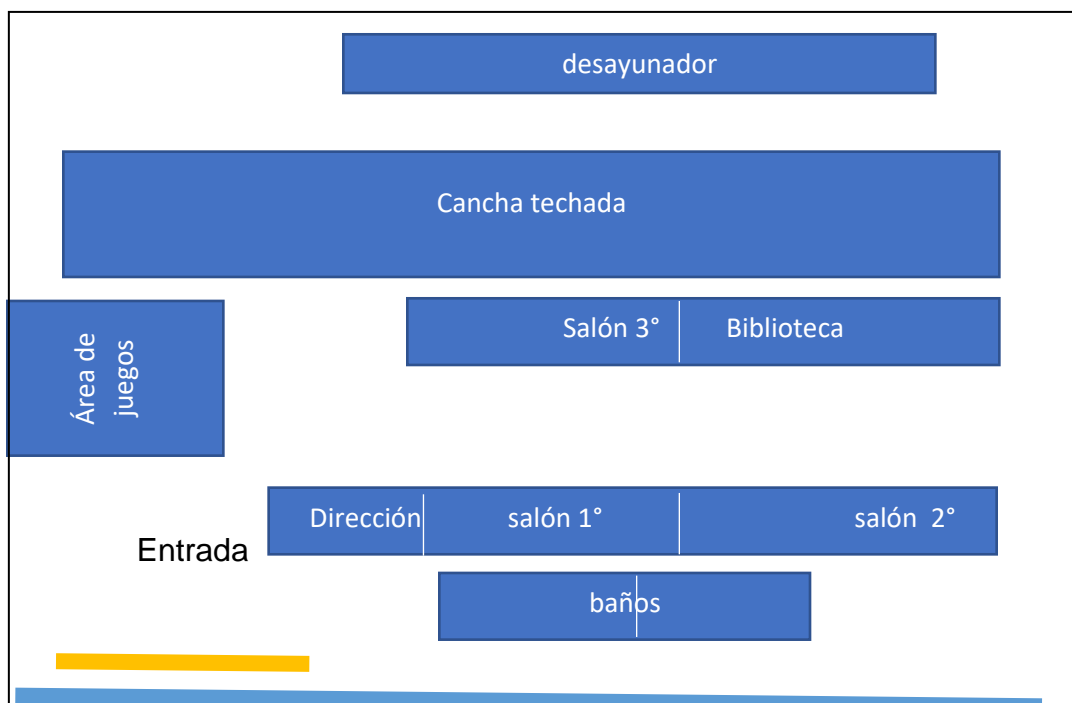 desayunador
Cancha techada
Salón 3°
Biblioteca
Área de
juegos
Dirección
salón 1°
salón 2°
Entrada
baños